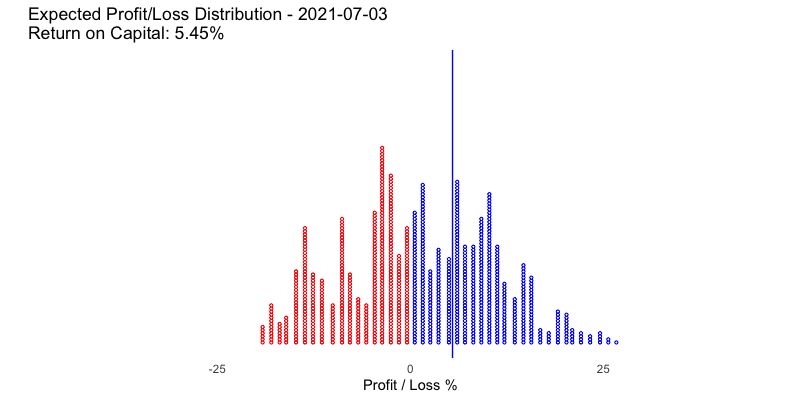 Expected Profit/Loss Distribution - 2021-07-03
Return on Capital: 5.45%
-25 0 25
Profit / Loss %